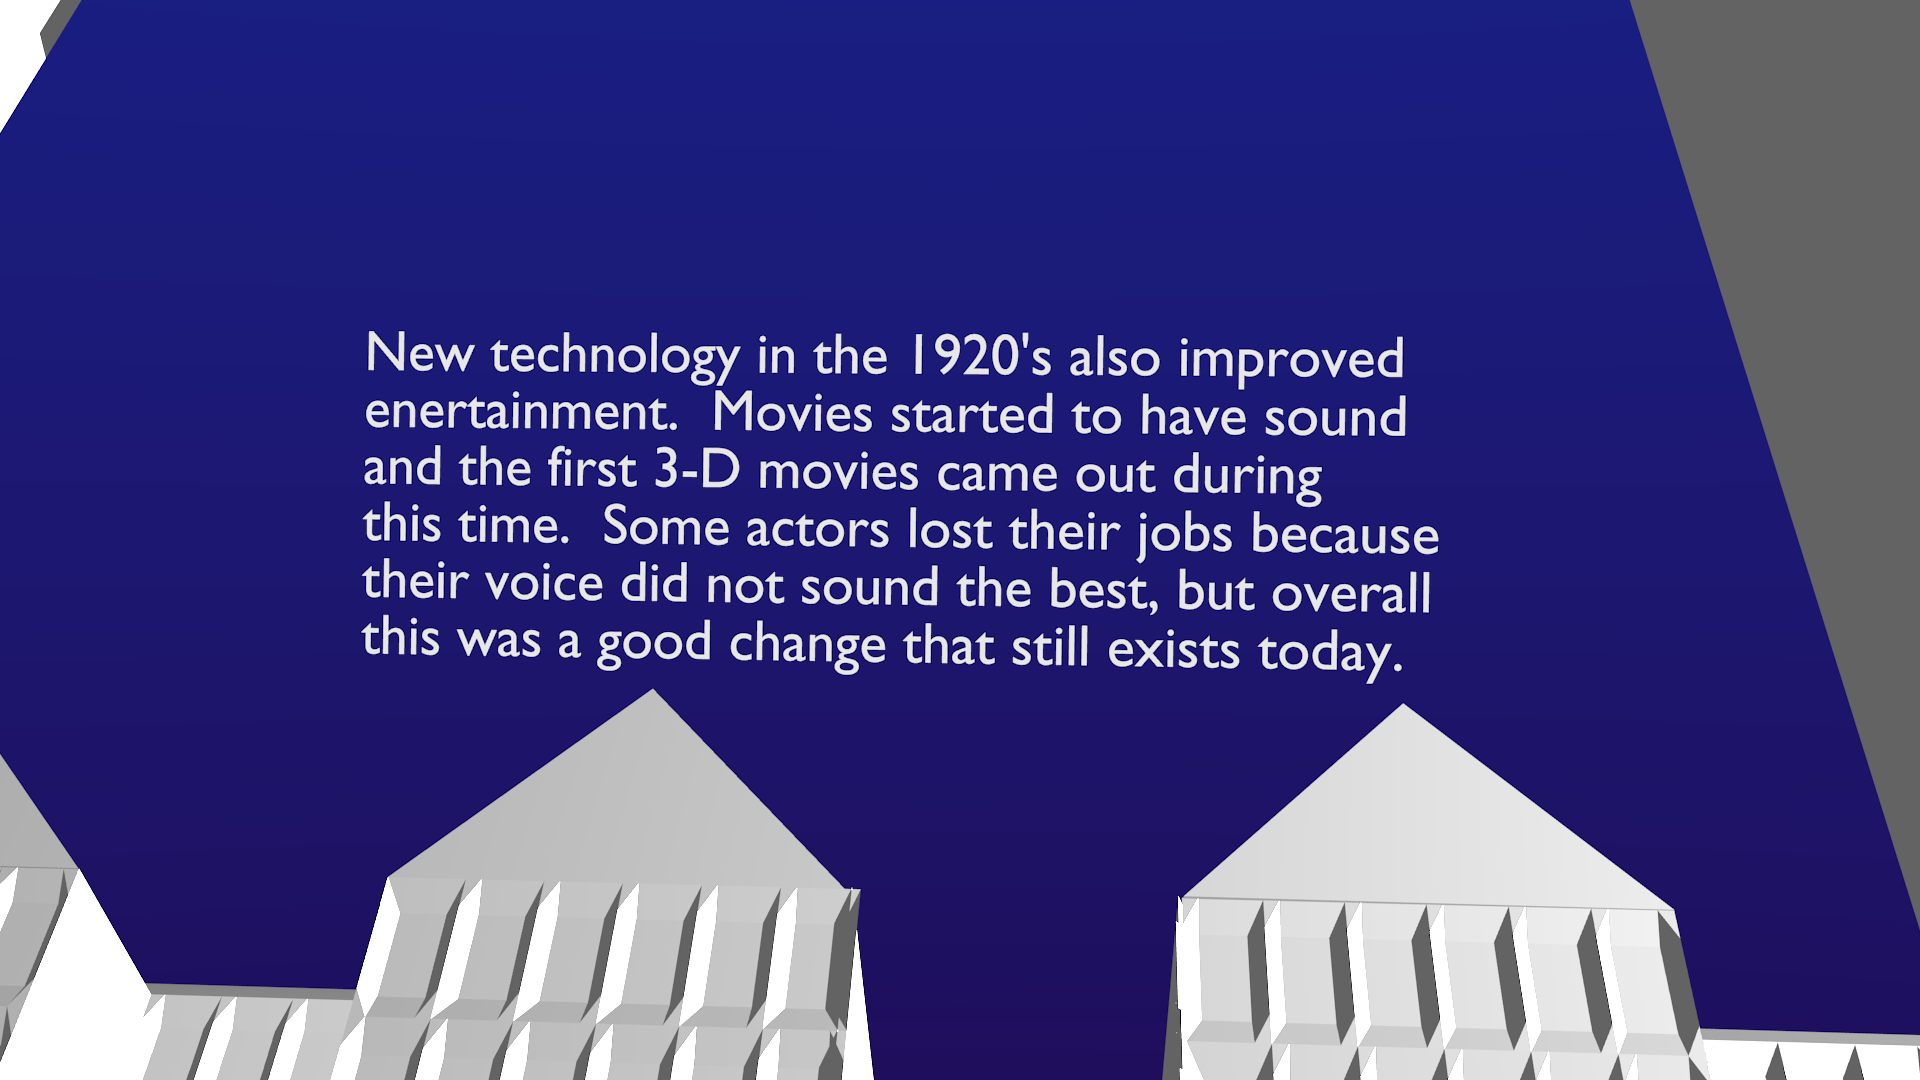 New technology in the 1920's also improved
enertainment.  Movies started to have sound
and the first 3-D movies came out during
this time.  Some actors lost their jobs because
their voice did not sound the best, but overall
this was a good change that still exists today.